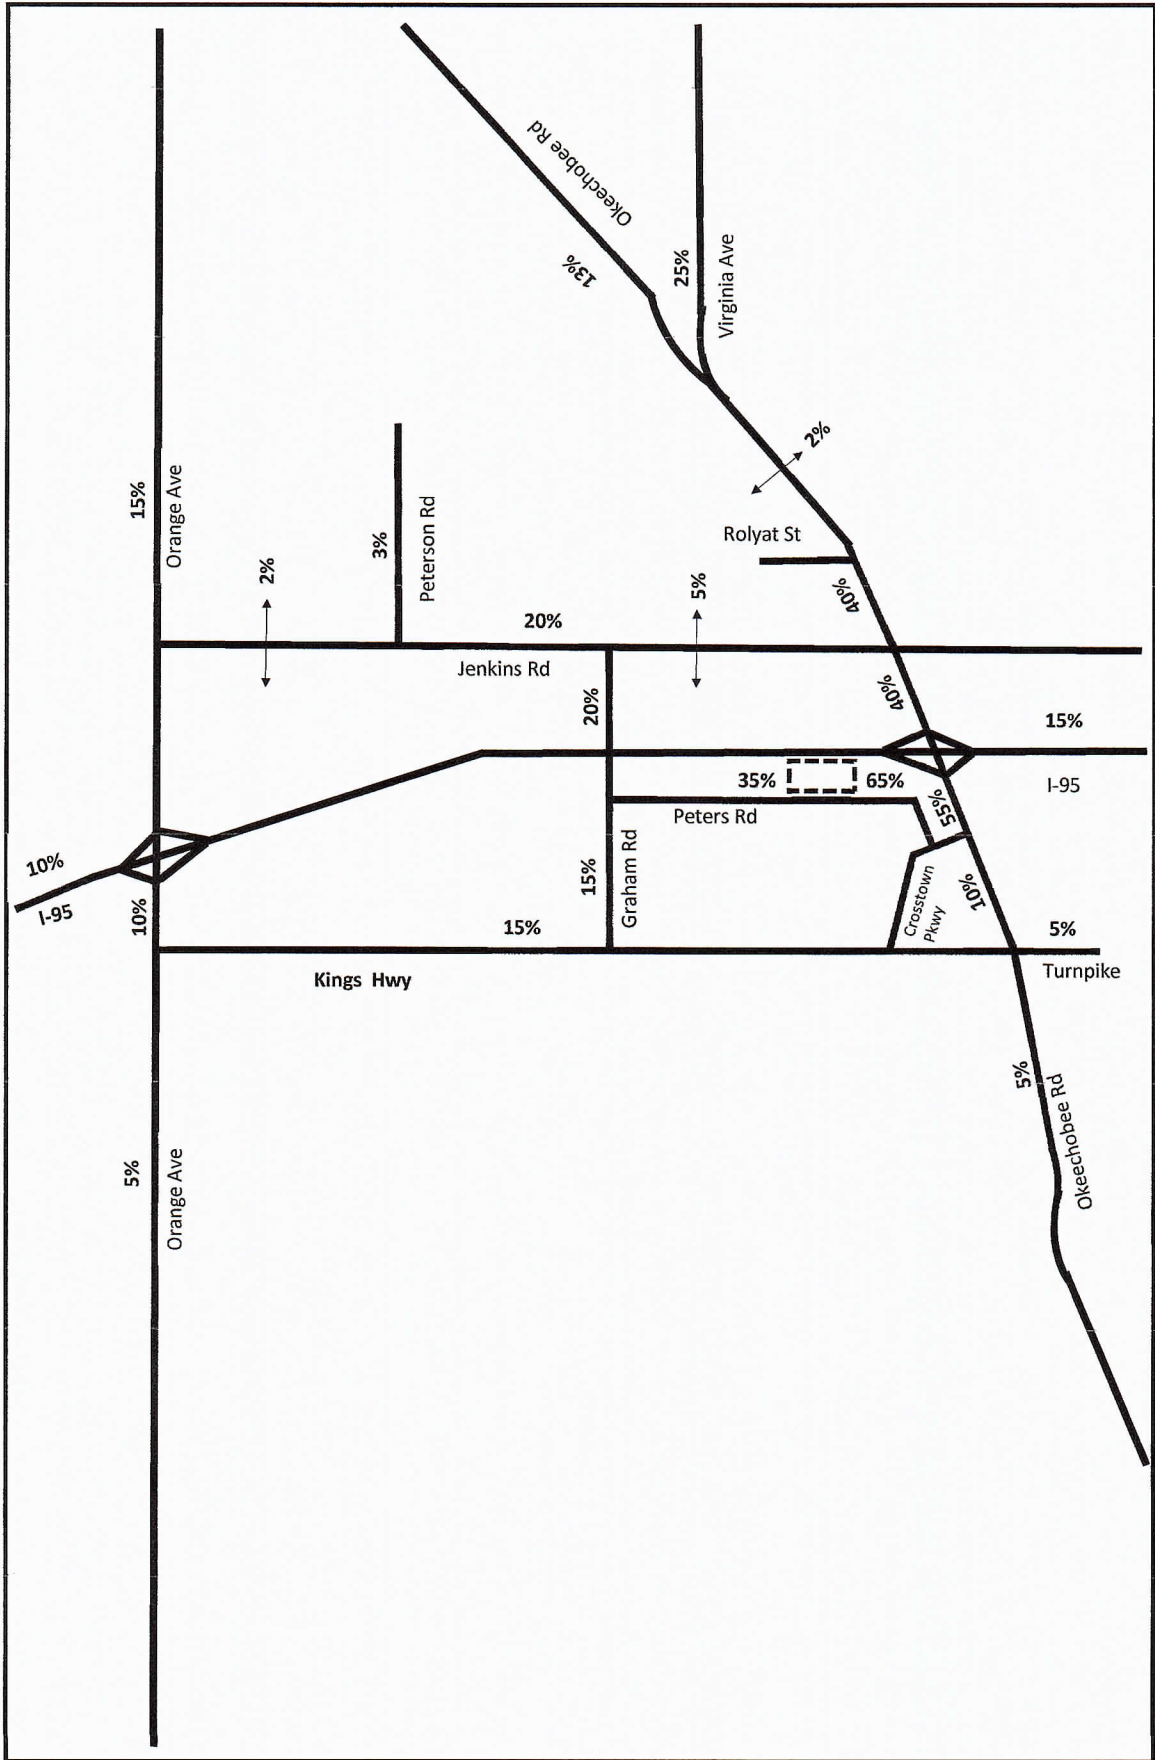 Okeechobee Rd
13%
25%
Virginia Ave
2%
Rolyat St
40%
15%
Orange Ave
3%
Peterson Rd
2%
5%
20%
Jenkins Rd
20%
40%
15%
I-95
35%
65%
Peters Rd
55%
10%
I-95
10%
15%
Graham Rd
Crosstown
Pkwy
10%
15%
5%
Turnpike
Kings Hwy
5%
Okeechobee Rd
5%
Orange Ave